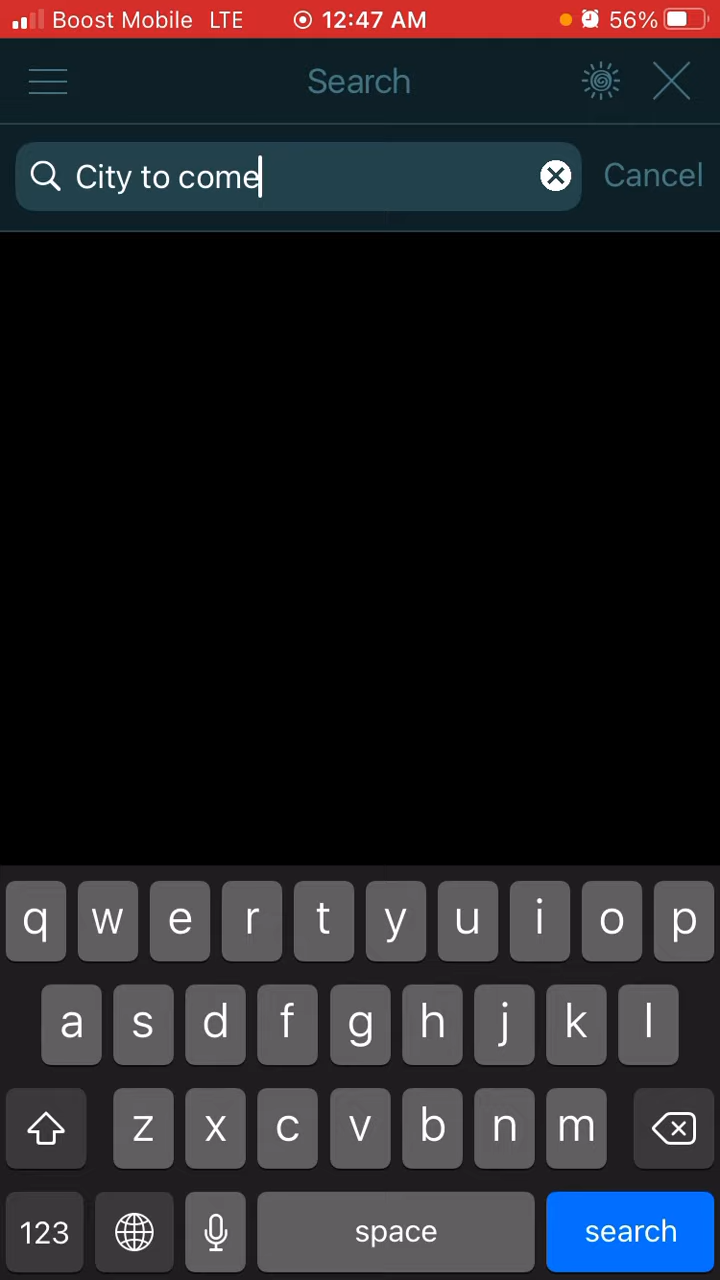 Boost Mobile LTE 12:47 AM 56%
Search
City to come Cancel
q w e r t y u i o p
a s d f g h j k l
z x c v b n m
123 space search